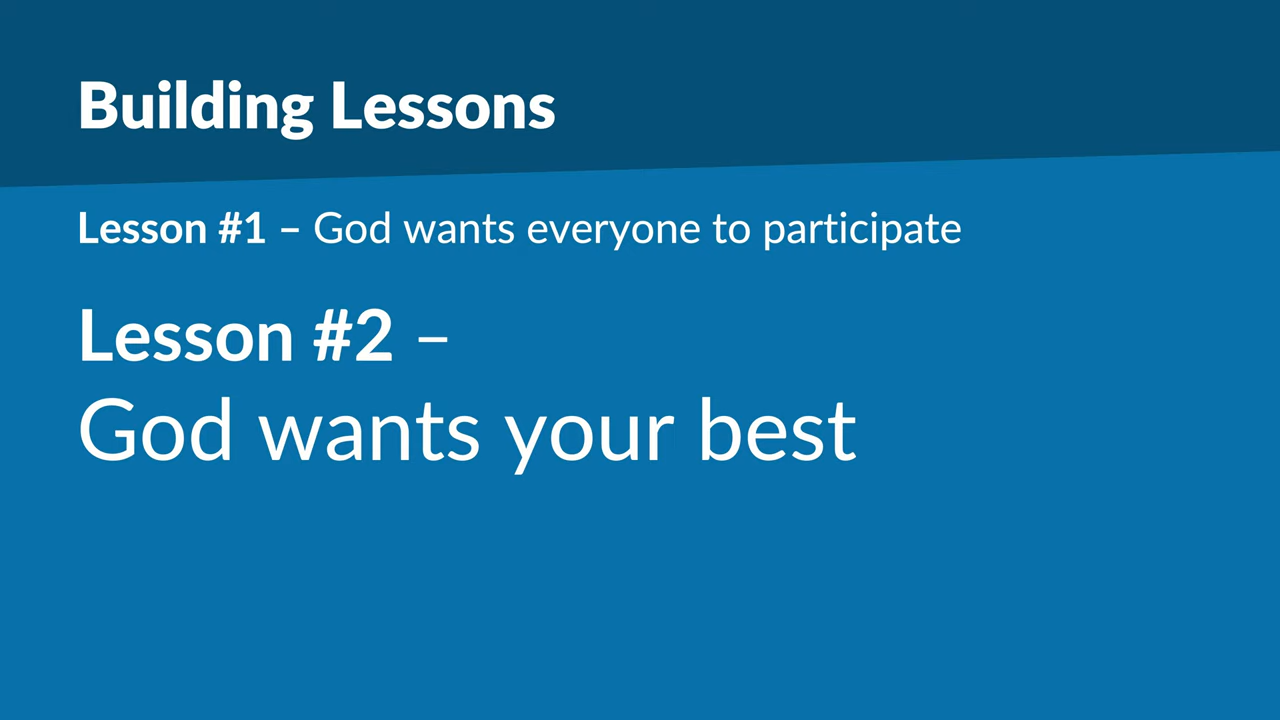 Building Lessons
Lesson #1 – God wants everyone to participate
Lesson #2 –
God wants your best